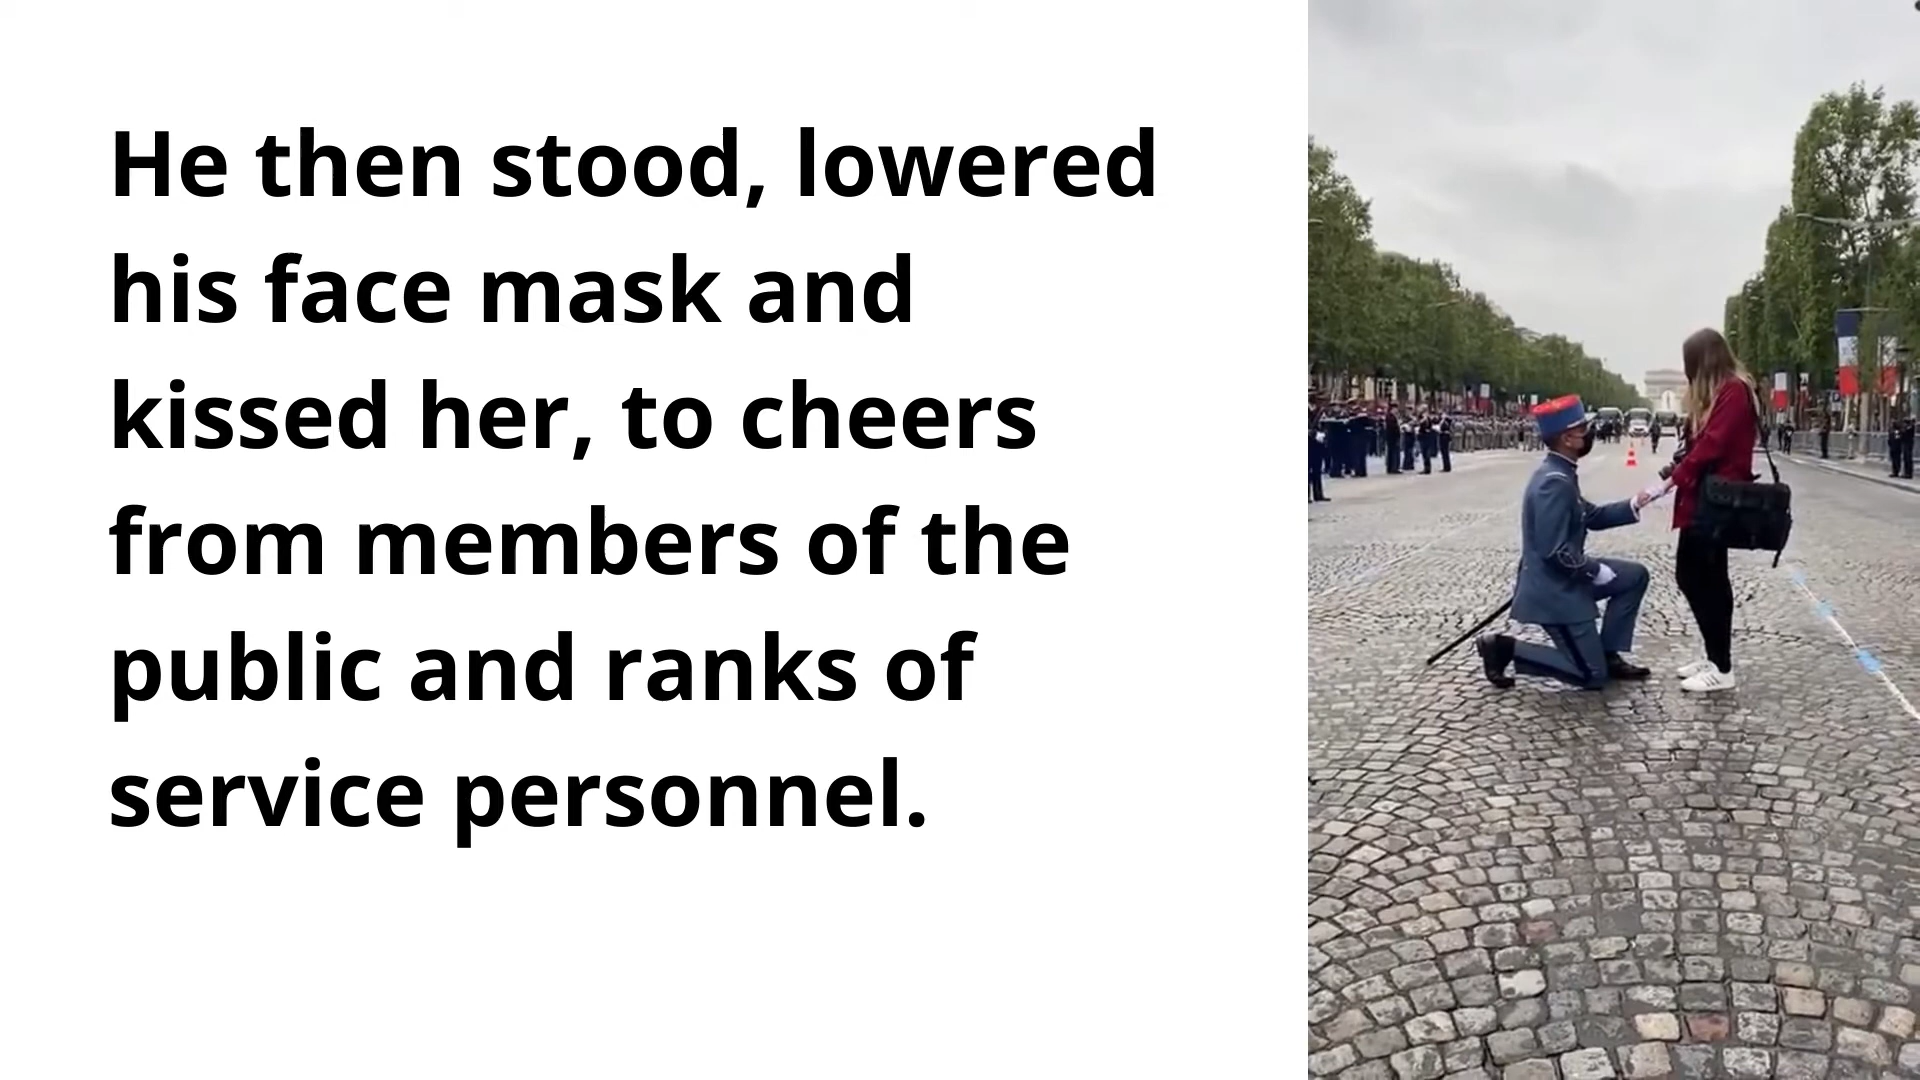 He then stood, lowered
his face mask and
kissed her, to cheers
from members of the
public and ranks of
service personnel.